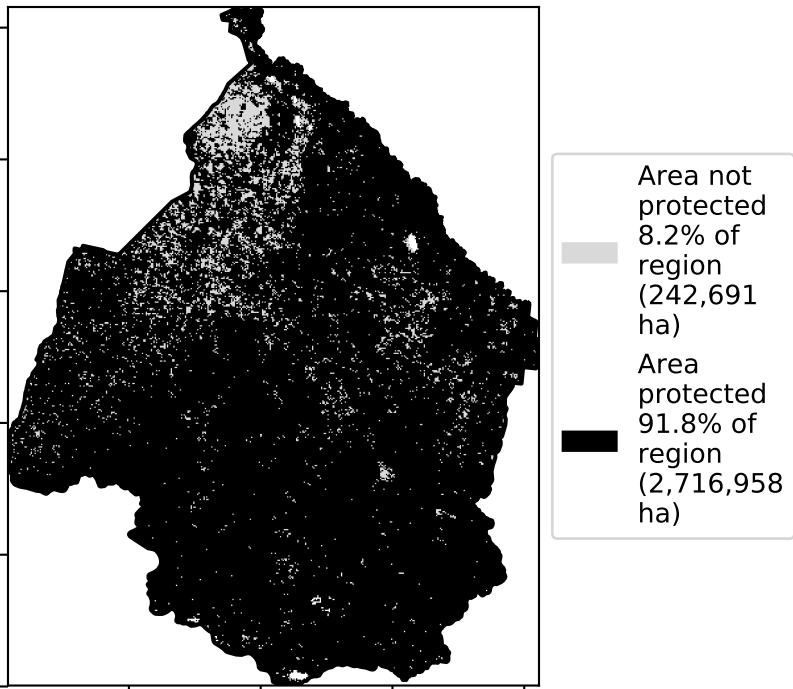 Area not
protected
8.2% of
region
(242,691
ha)
Area
protected
91.8% of
region
(2,716,958
ha)